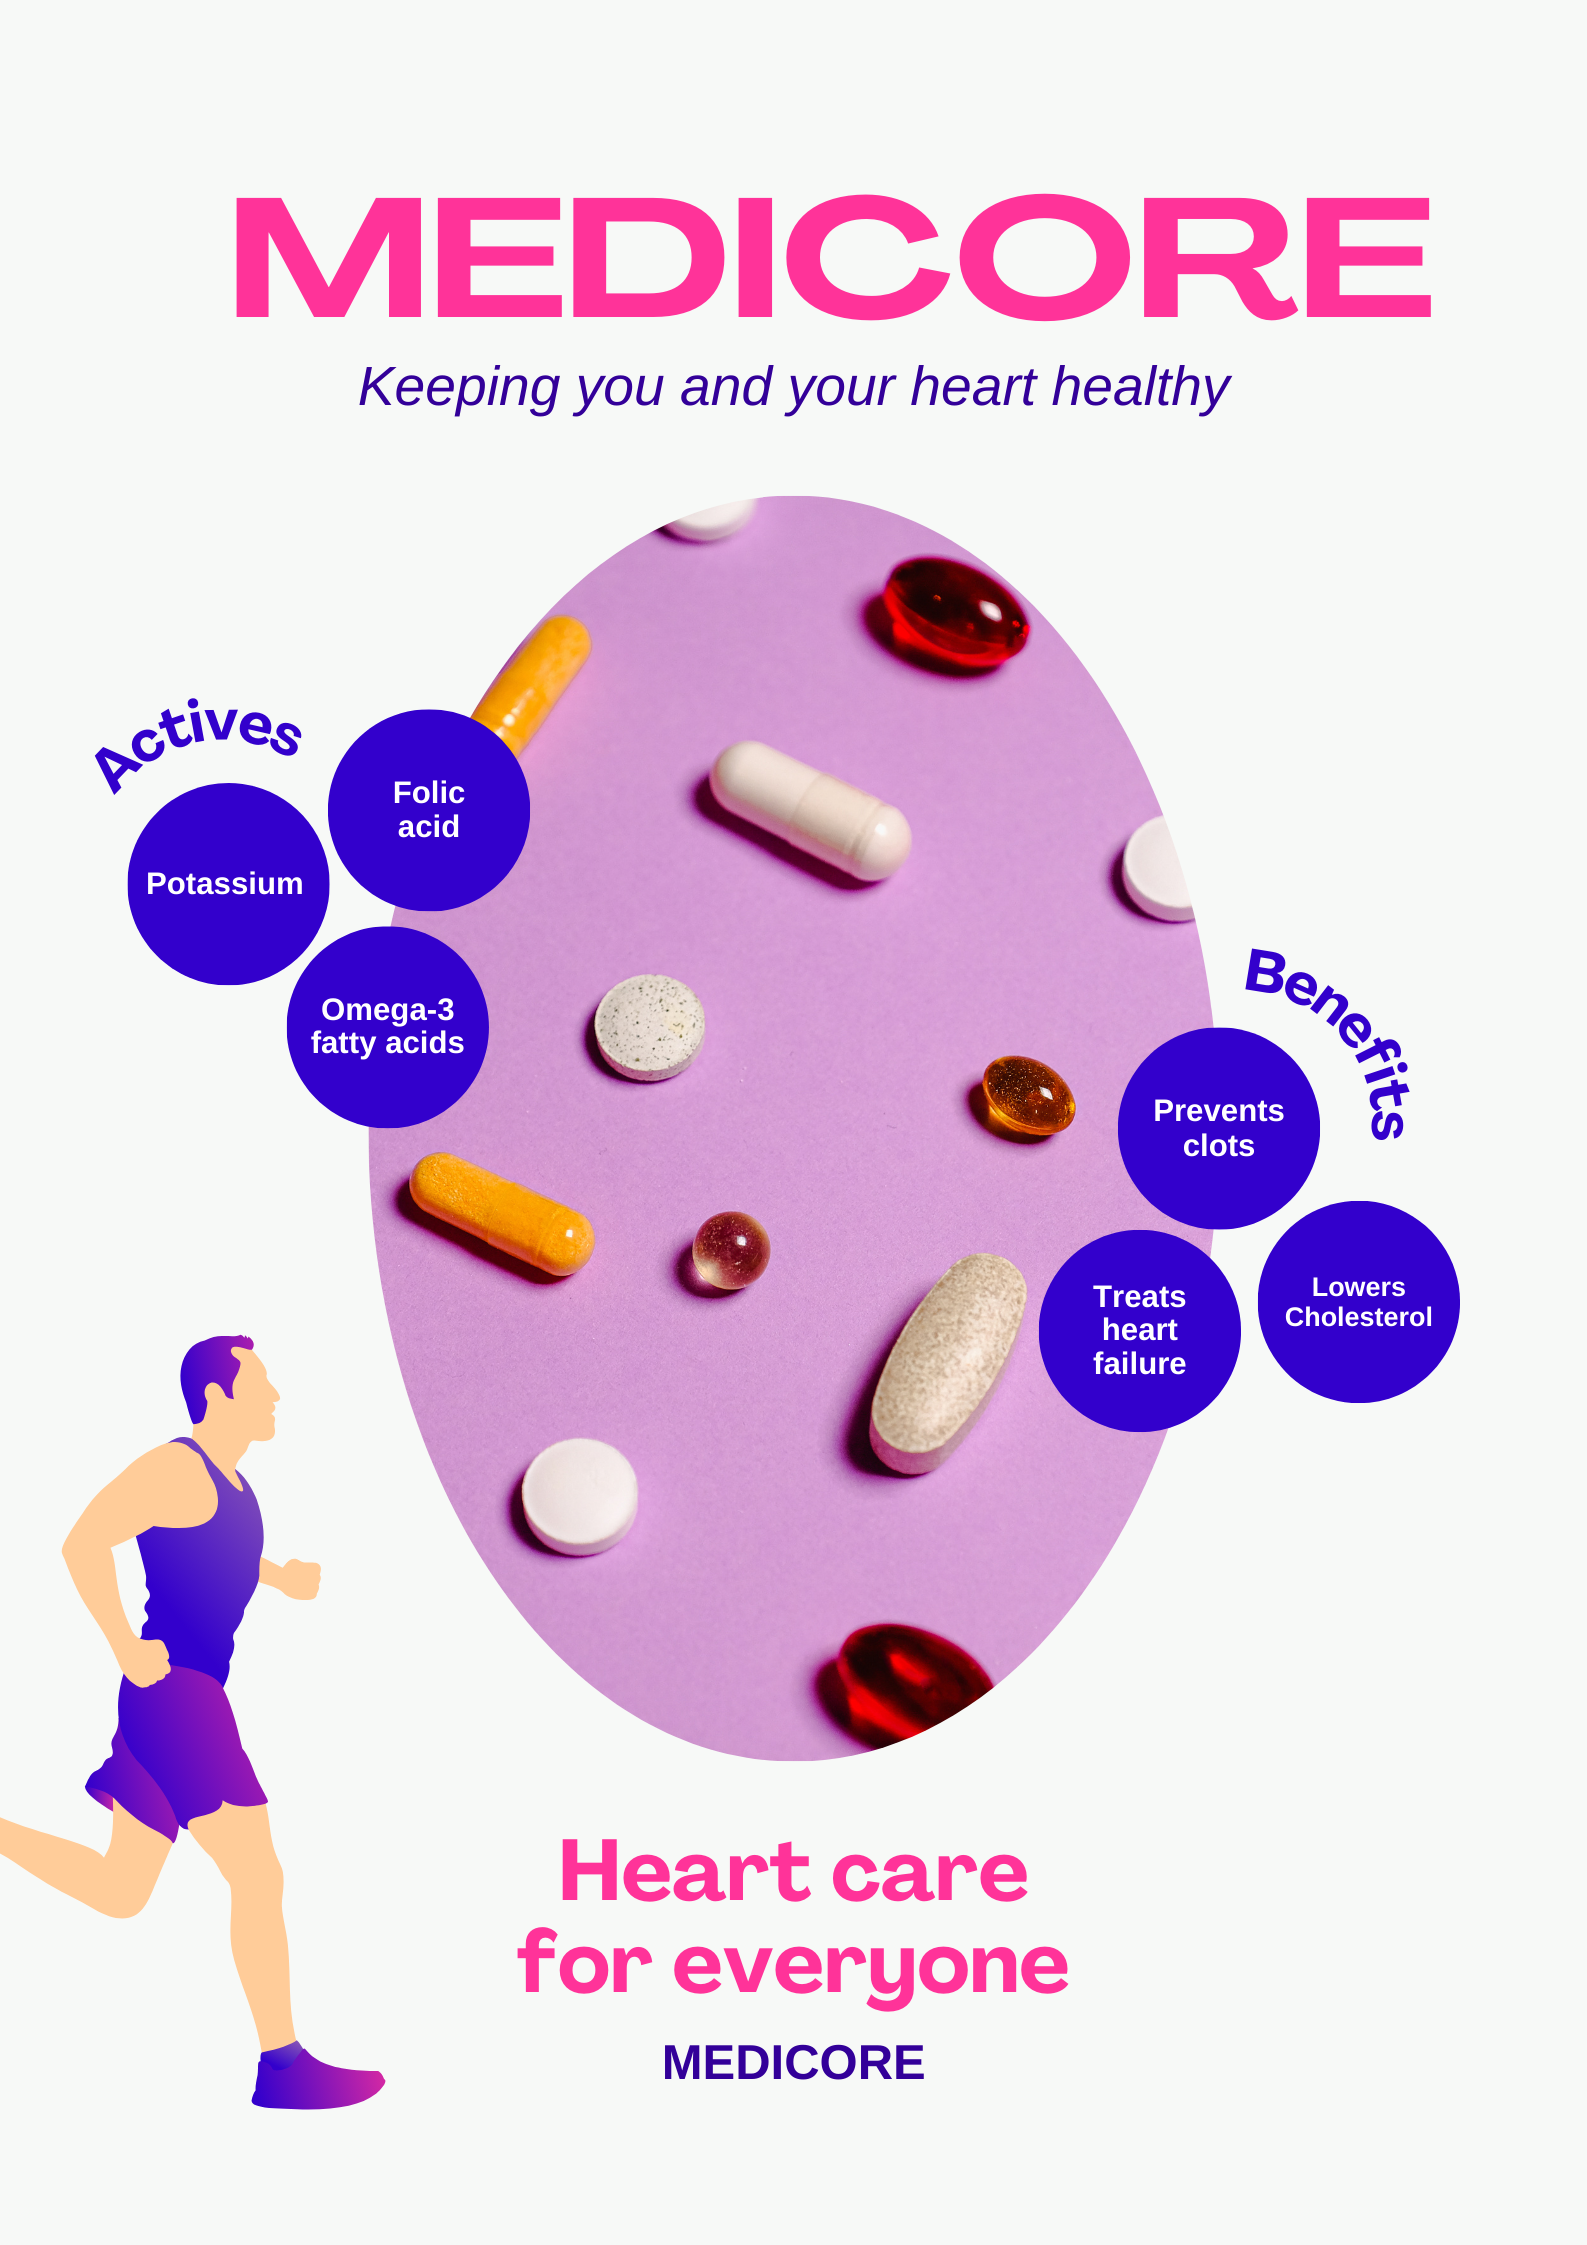 MEDICORE
Keeping you and your heart healthy
Actives
Folic
acid
Potassium
Omega-3
fatty acids
Benefits
Prevents
clots
Treats
heart
failure
Lowers
Cholesterol
Heart care
for everyone
MEDICORE